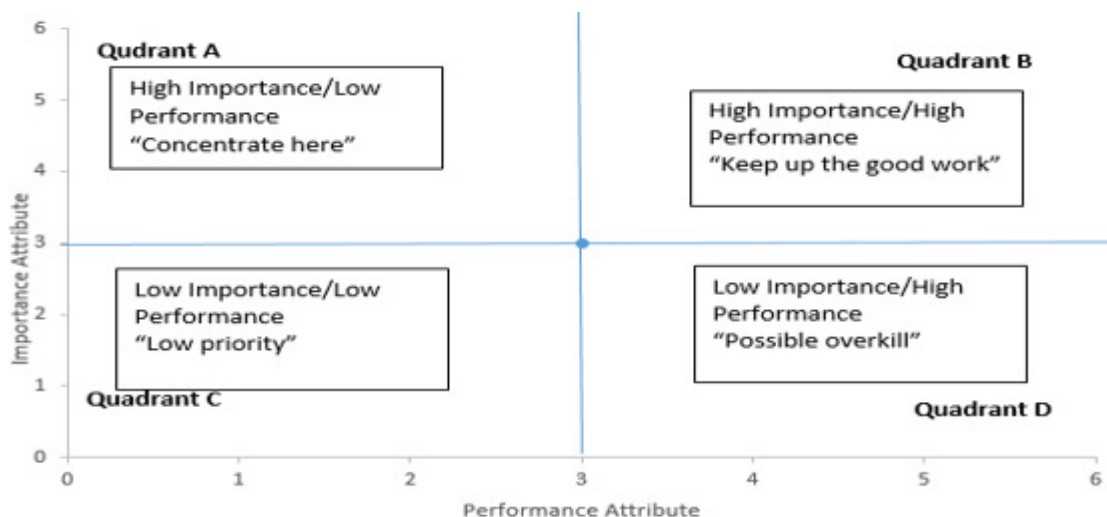 Qudrant A
High Importance/Low
Performance
“Concentrate here”
Quadrant B
High Importance/High
Performance
“Keep up the good work”
Low Importance/Low
Performance
“Low priority”
Quadrant C
Low Importance/High
Performance
“Possible overkill”
Quadrant D
Importance Attribute
6
5
4
3
2
1
0
0 1 2 3 4 5 6
Performance Attribute